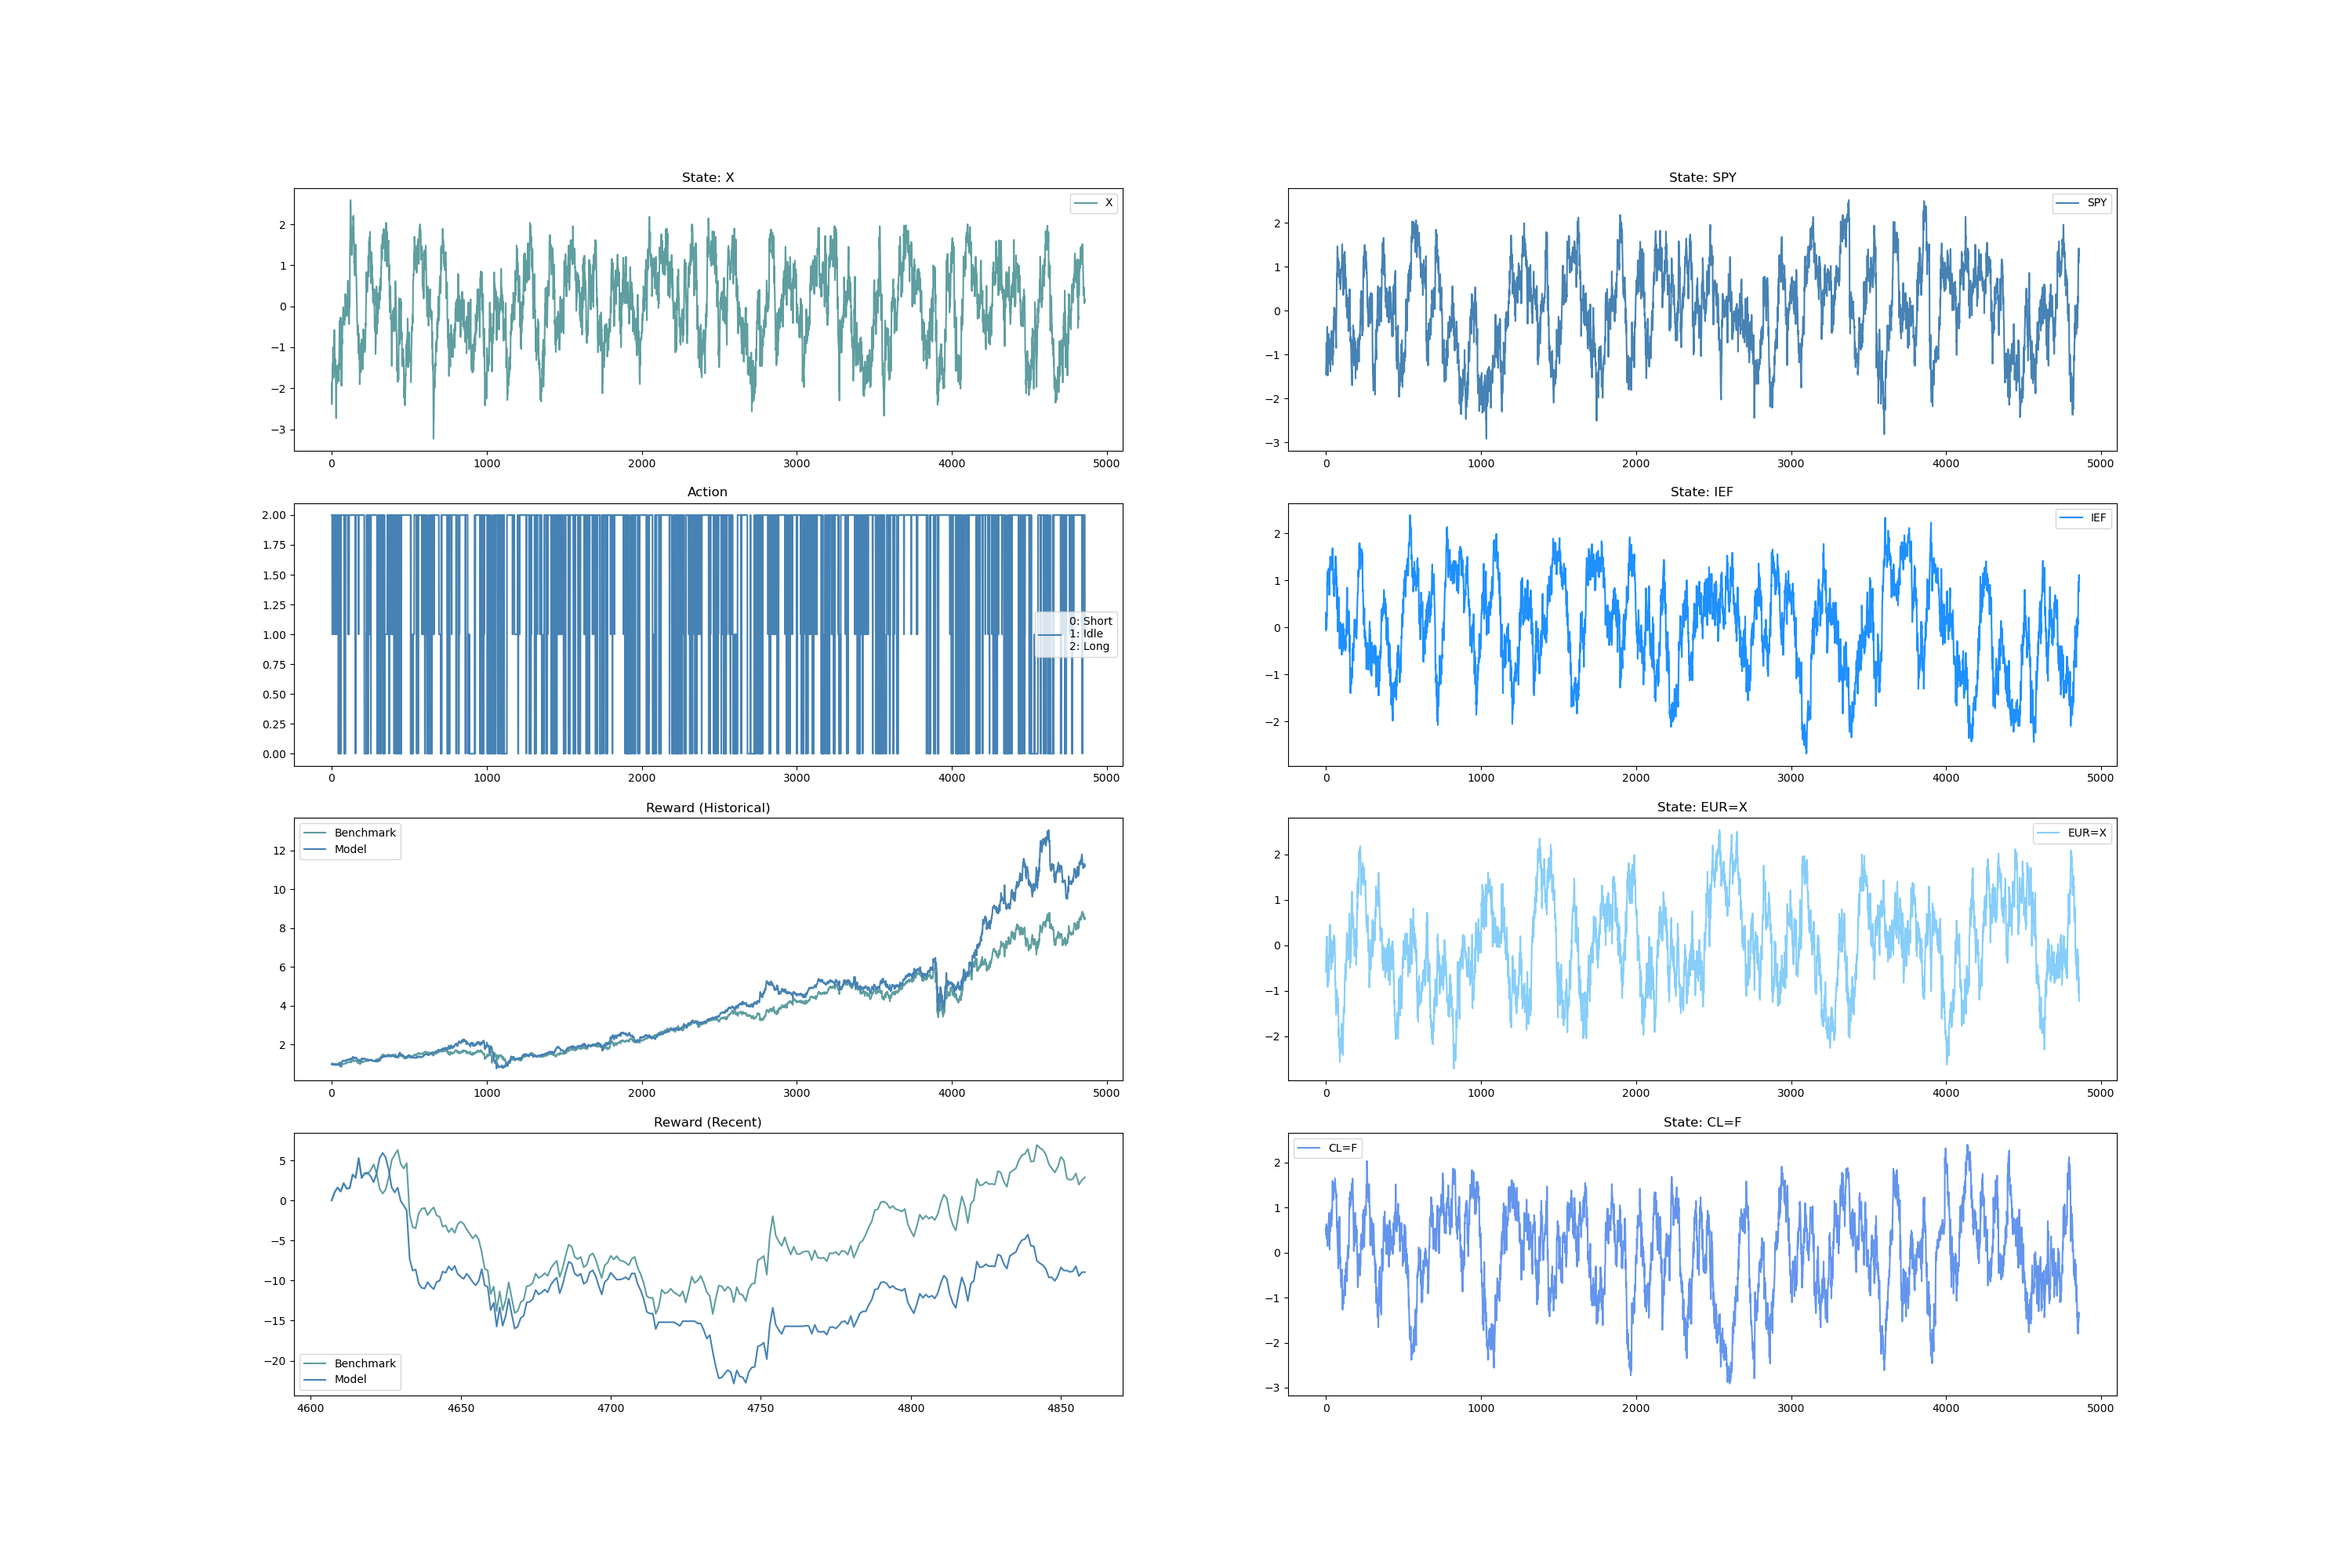 State: X
X
2
1
0
−1
−2
−3
0 1000 2000 3000 4000 5000
Action
2.00
1.75
1.50
1.25
1.00
0.75
0.50
0.25
0.00
0: Short
1: Idle
2: Long
0 1000 2000 3000 4000 5000
Reward (Historical)
Benchmark
Model
12
10
8
6
4
2
0 1000 2000 3000 4000 5000
Reward (Recent)
5
0
−5
−10
−15
−20
Benchmark
Model
4600 4650 4700 4750 4800 4850
State: SPY
SPY
2
1
0
−1
−2
−3
0 1000 2000 3000 4000 5000
State: IEF
IEF
2
1
0
−1
−2
0 1000 2000 3000 4000 5000
State: EUR=X
EUR=X
2
1
0
−1
−2
0 1000 2000 3000 4000 5000
State: CL=F
CL=F
2
1
0
−1
−2
−3
0 1000 2000 3000 4000 5000